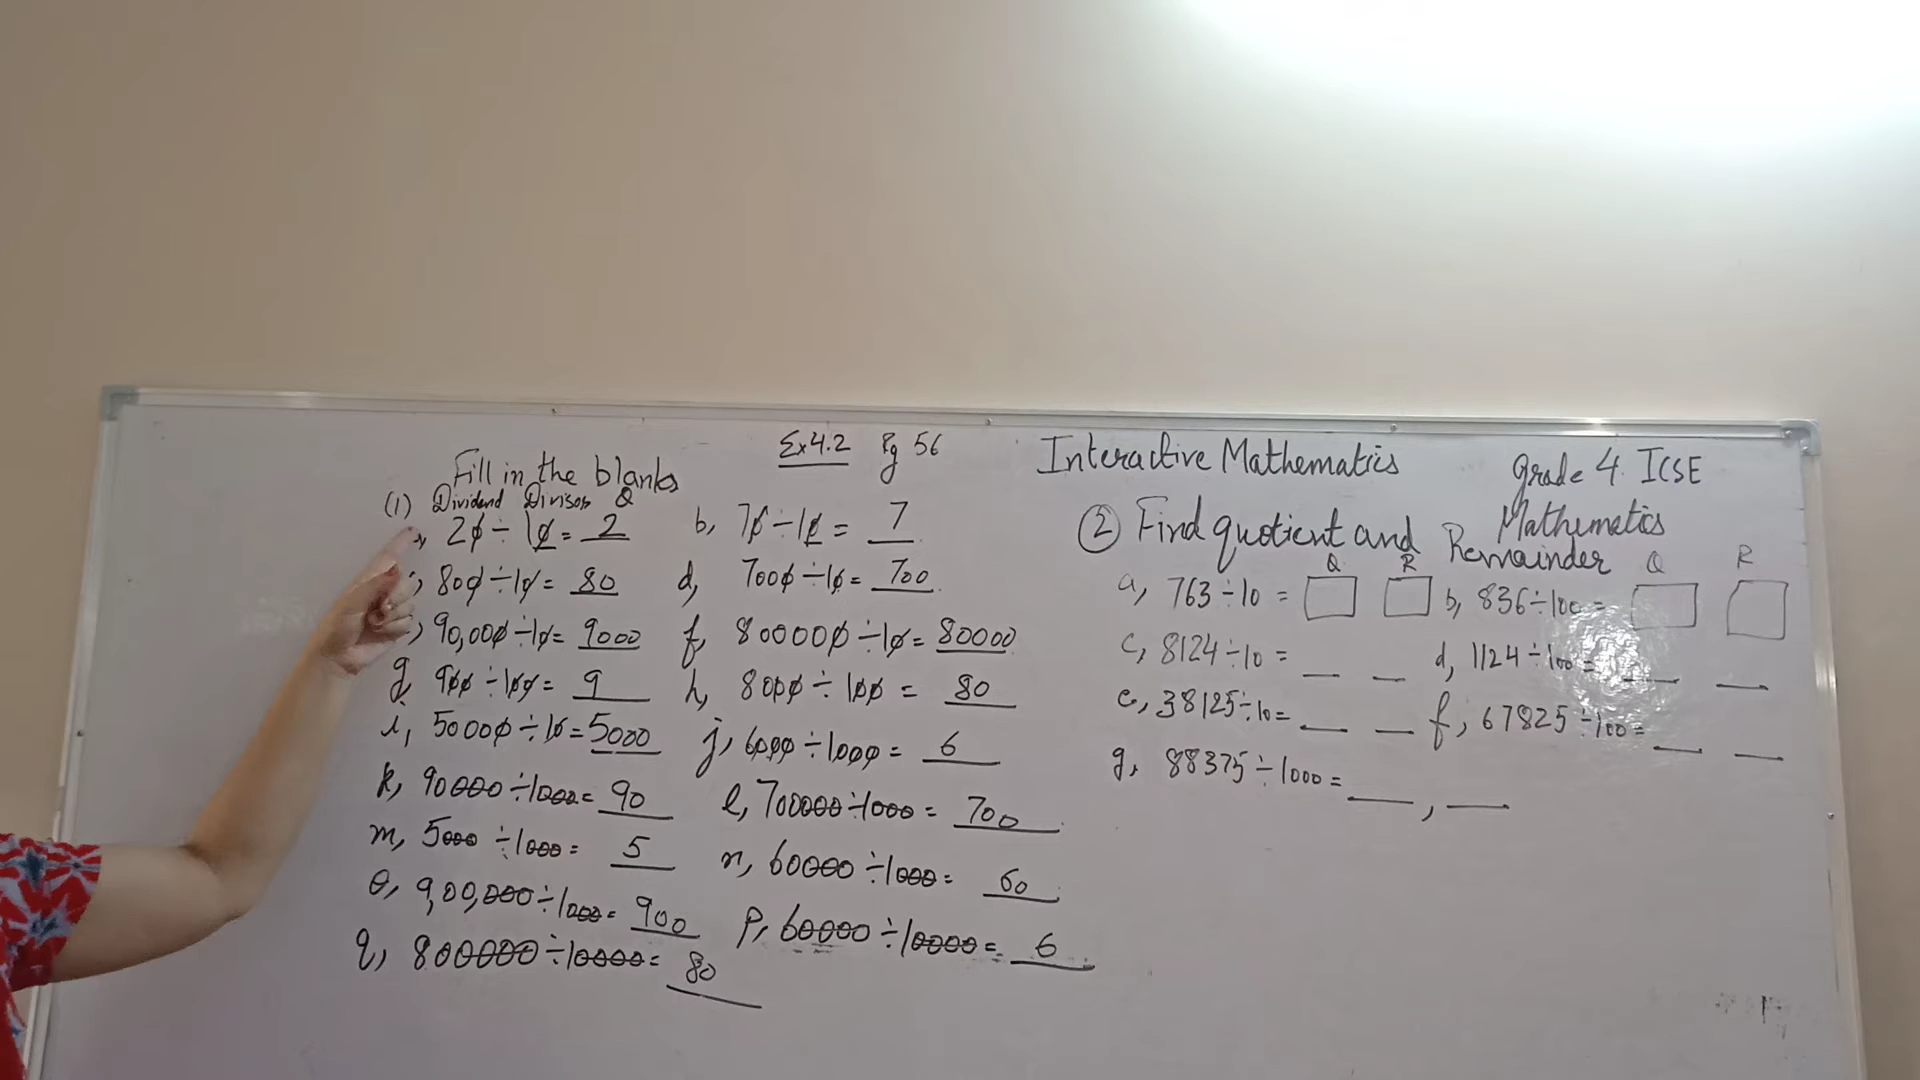 Ex4.2 Pg 56
Interactive Mathematics
Grade 4 ICSE
Mathematics
Fill in the blanks
(1) Dividend Divisor Q
20 ÷ 10 = 2
b, 70 ÷ 10 = 7
800 ÷ 10 = 80
d, 7000 ÷ 10 = 700
90,000 ÷ 10 = 9000
f, 800000 ÷ 10 = 80000
g, 900 ÷ 100 = 9
h, 8000 ÷ 100 = 80
i, 50000 ÷ 10 = 5000
j, 6000 ÷ 1000 = 6
k, 90000 ÷ 1000 = 90
l, 700000 ÷ 1000 = 700
m, 5000 ÷ 1000 = 5
n, 60000 ÷ 1000 = 60
o, 9,00,000 ÷ 1000 = 900
p, 60000 ÷ 10000 = 6
q, 800000 ÷ 10000 = 80
② Find quotient and Remainder
Q R Q R
a, 763 ÷ 10 = b, 836 ÷ 100 =
c, 8124 ÷ 10 = d, 1124 ÷ 100 =
e, 38125 ÷ 10 = f, 67825 ÷ 100 =
g, 88375 ÷ 1000 = ,